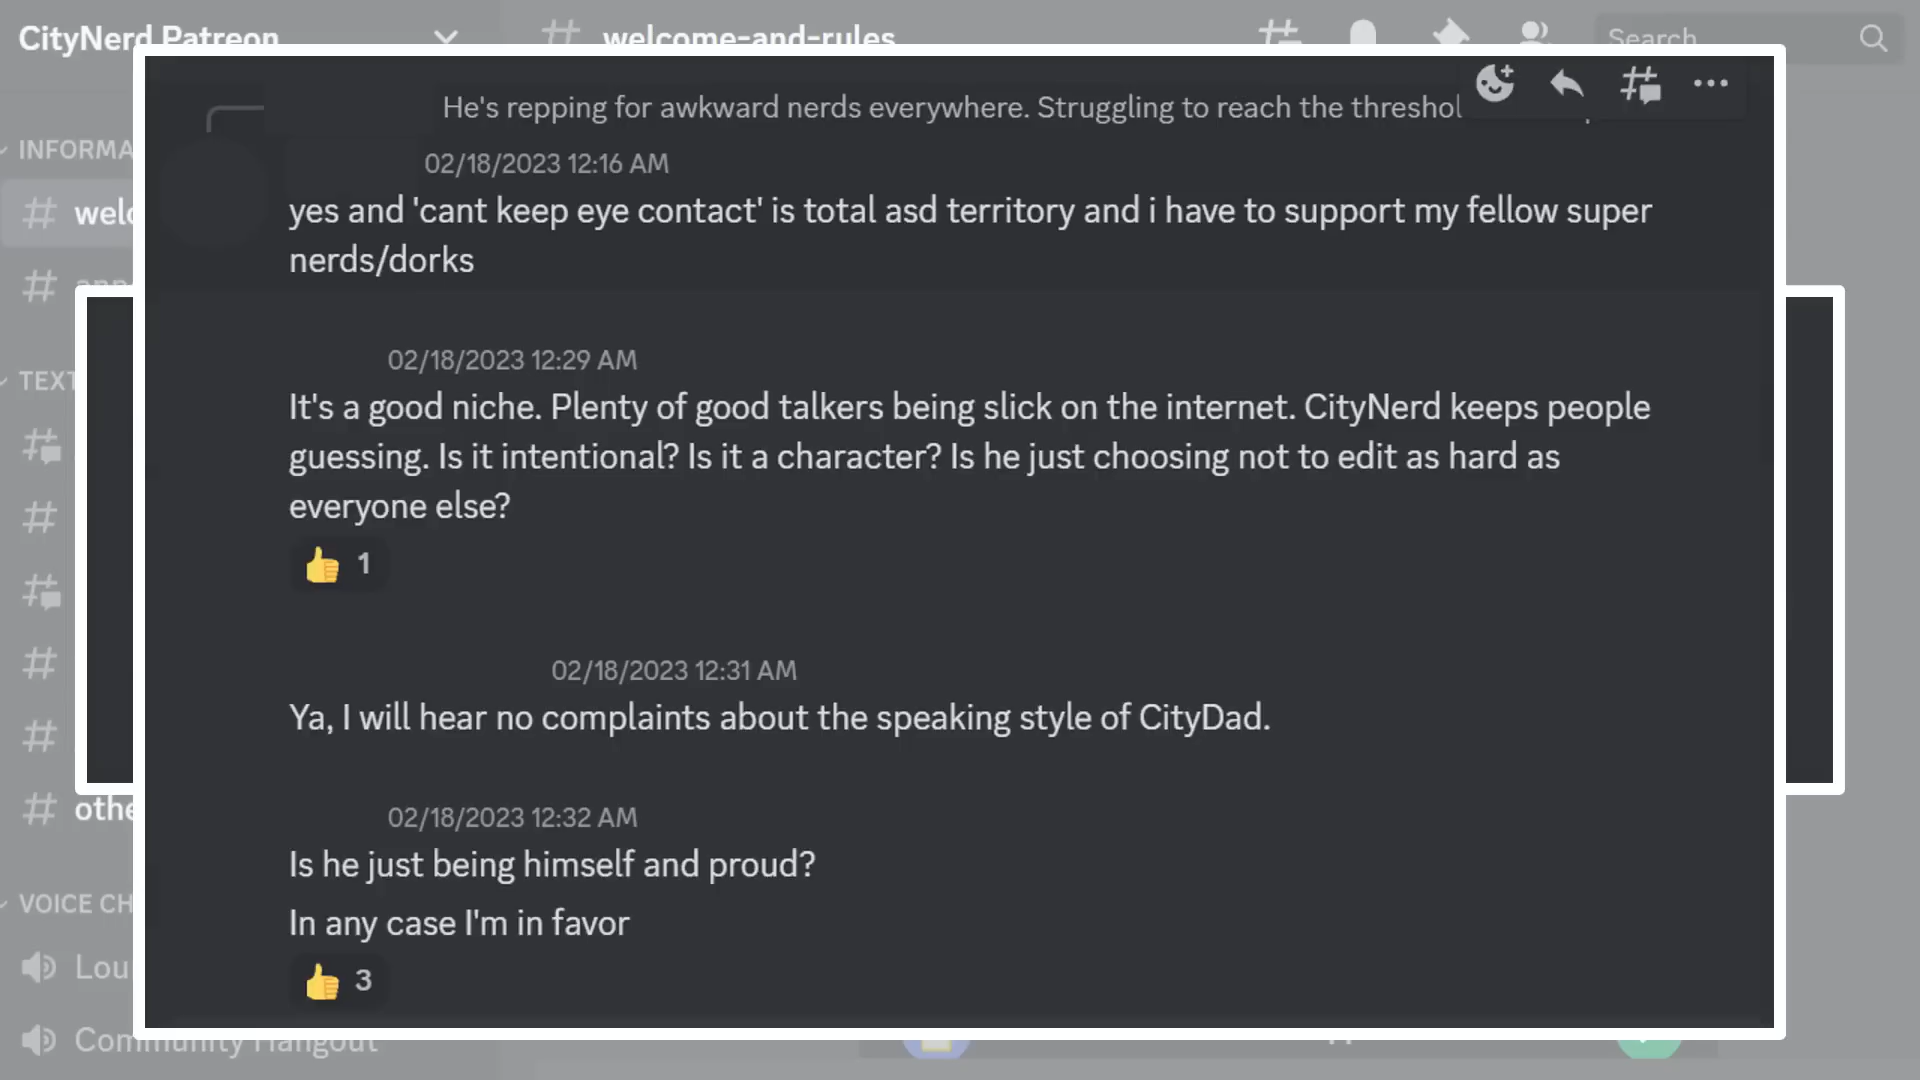 CityNerd Patreon
welcome-and-rules
Search
INFORMA
welc
TEXT
othe
VOICE CH
Lou
Community Hangout
He's repping for awkward nerds everywhere. Struggling to reach the threshol
02/18/2023 12:16 AM
yes and 'cant keep eye contact' is total asd territory and i have to support my fellow super
nerds/dorks
02/18/2023 12:29 AM
It's a good niche. Plenty of good talkers being slick on the internet. CityNerd keeps people
guessing. Is it intentional? Is it a character? Is he just choosing not to edit as hard as
everyone else?
👍 1
02/18/2023 12:31 AM
Ya, I will hear no complaints about the speaking style of CityDad.
02/18/2023 12:32 AM
Is he just being himself and proud?
In any case I'm in favor
👍 3